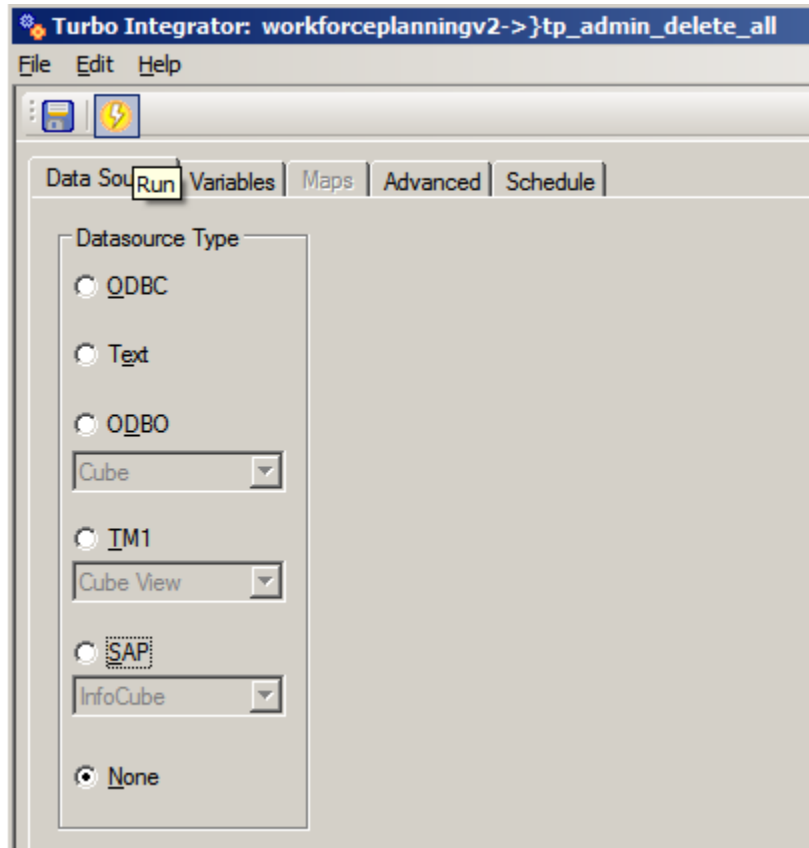 Turbo Integrator: workforceplanningv2->}tp_admin_delete_all
File Edit Help
Data Sou Run Variables Maps Advanced Schedule
Datasource Type
ODBC
Text
ODBO
Cube
TM1
Cube View
SAP
InfoCube
None